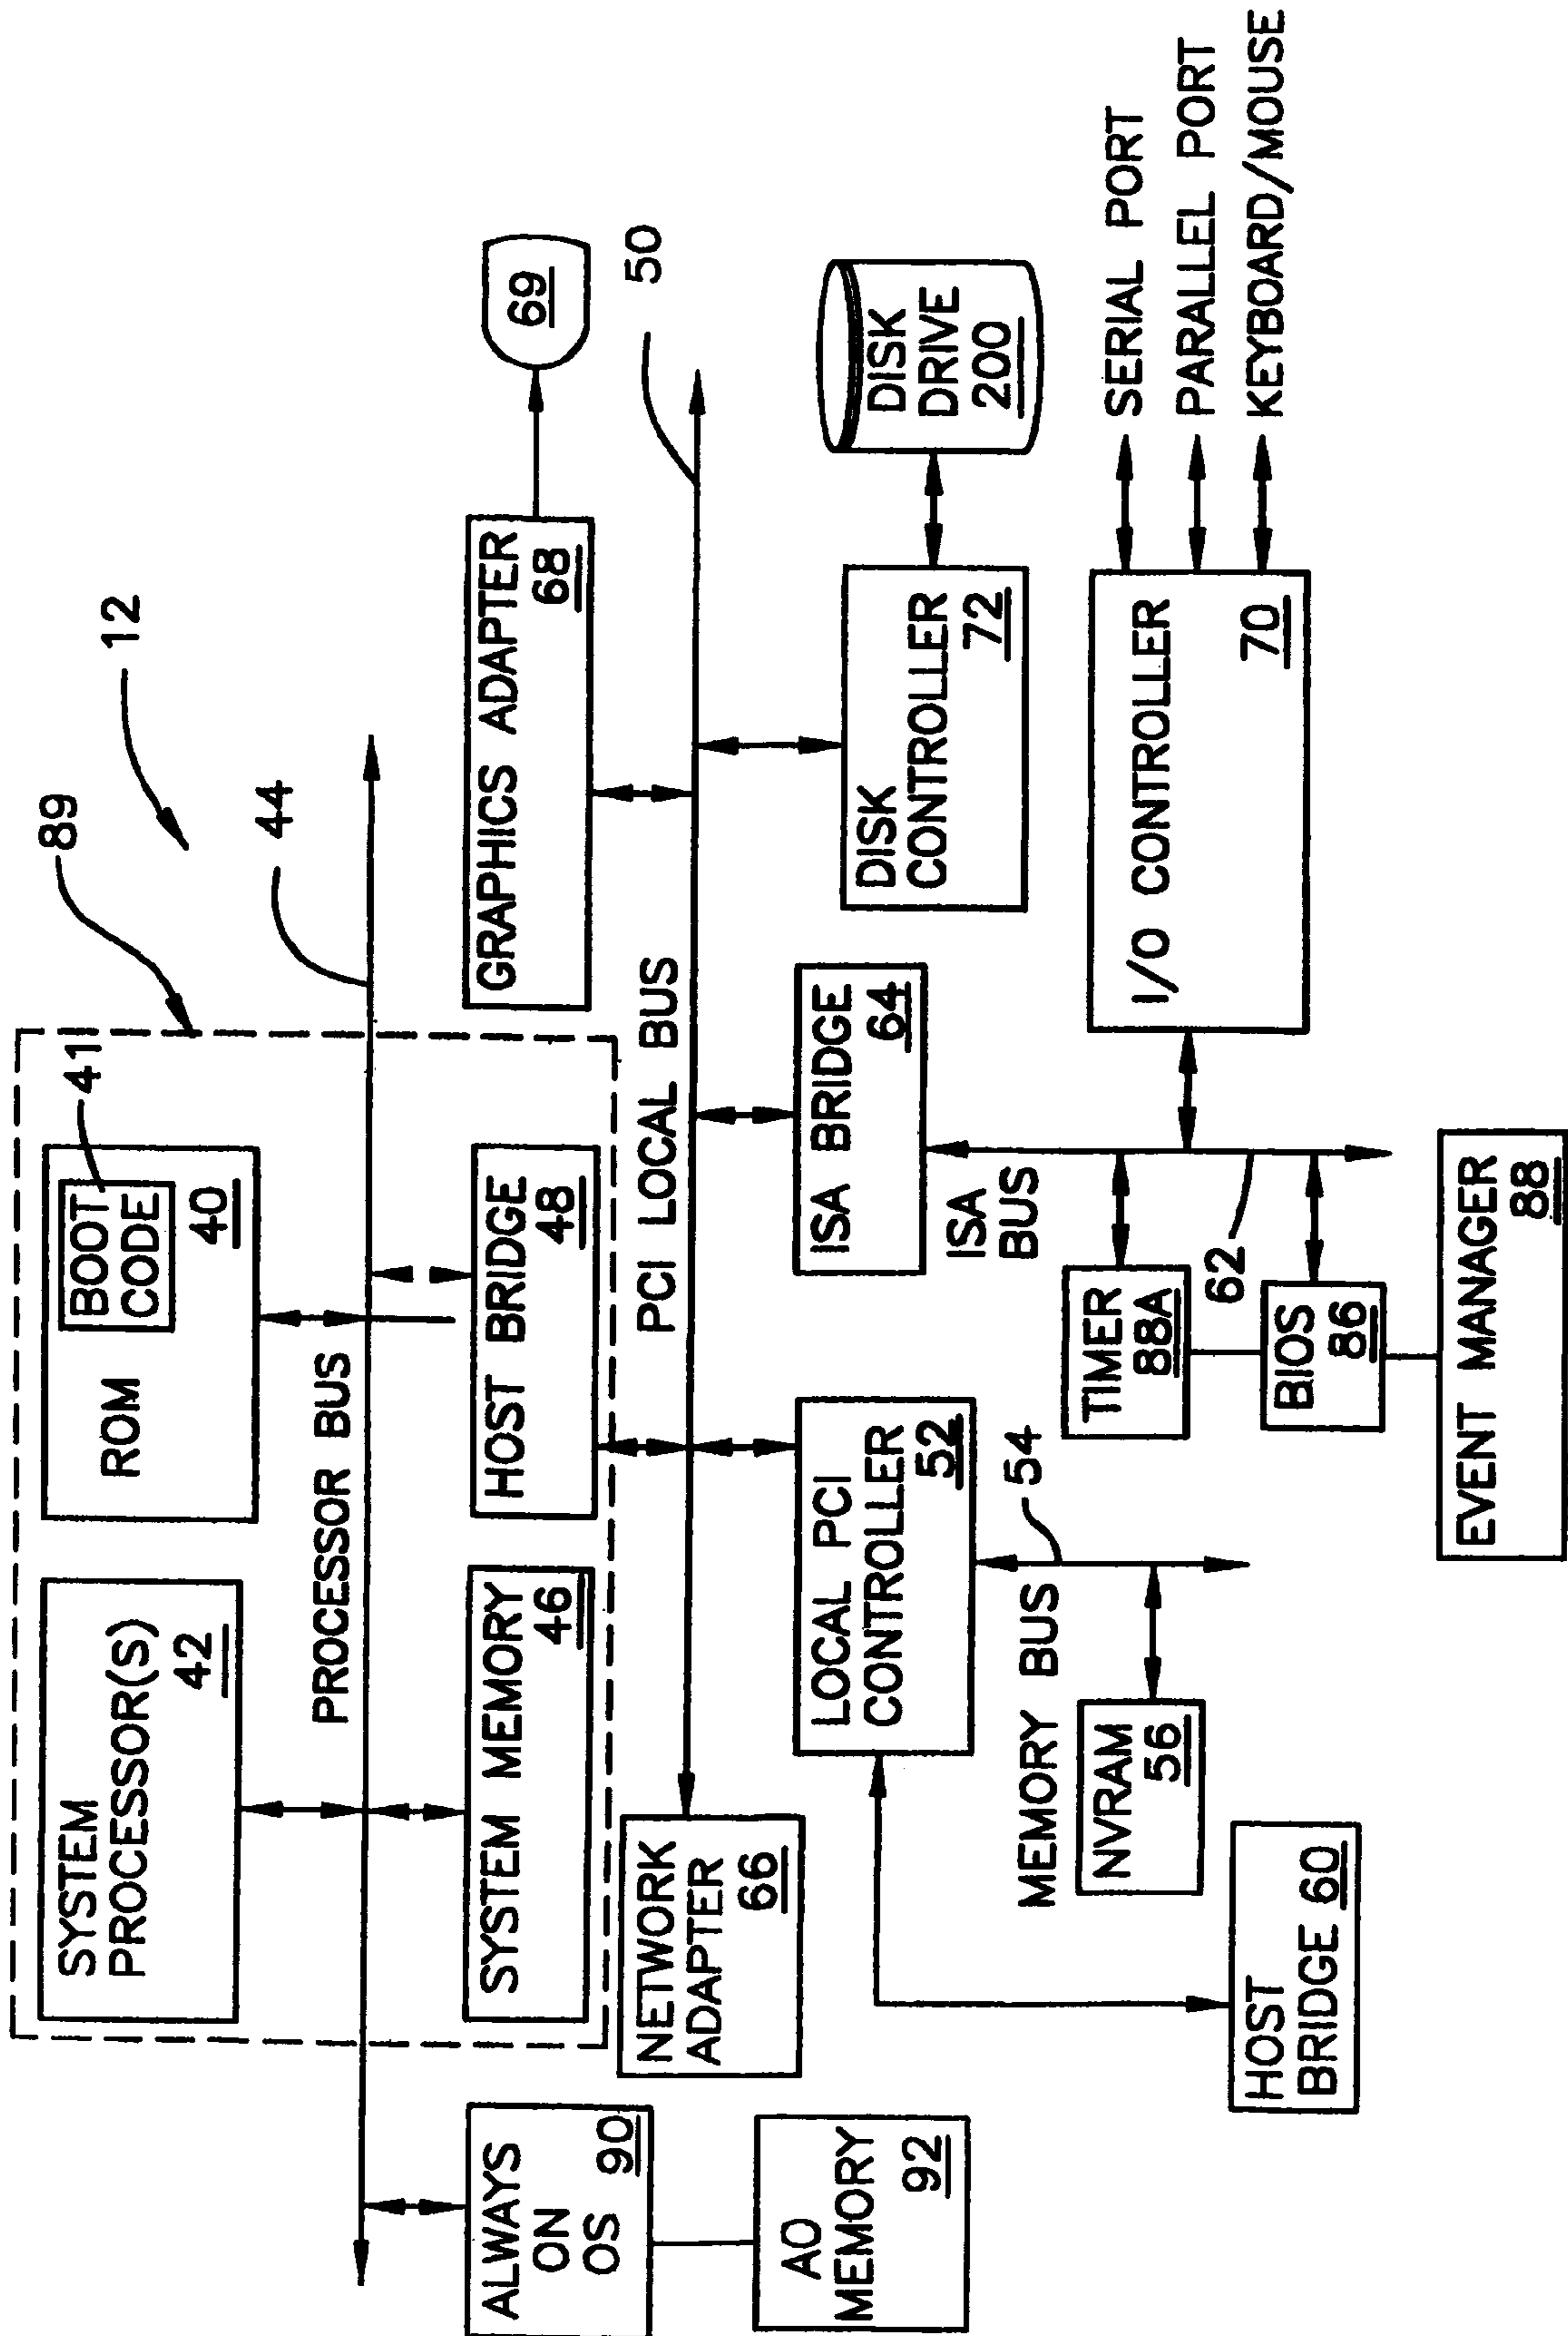 89
12
SYSTEM
PROCESSOR(S)
42
BOOT
CODE
41
ROM
40
PROCESSOR BUS
44
ALWAYS
ON
OS
90
SYSTEM MEMORY
46
HOST BRIDGE
48
GRAPHICS ADAPTER
68
69
AO
MEMORY
92
NETWORK
ADAPTER
66
PCI LOCAL BUS
50
LOCAL PCI
CONTROLLER
52
ISA BRIDGE
64
DISK
CONTROLLER
72
DISK
DRIVE
200
MEMORY BUS
54
ISA
BUS
NVRAM
56
TIMER
88A
62
I/O CONTROLLER
70
SERIAL PORT
PARALLEL PORT
KEYBOARD/MOUSE
HOST
BRIDGE 60
BIOS
86
EVENT MANAGER
88